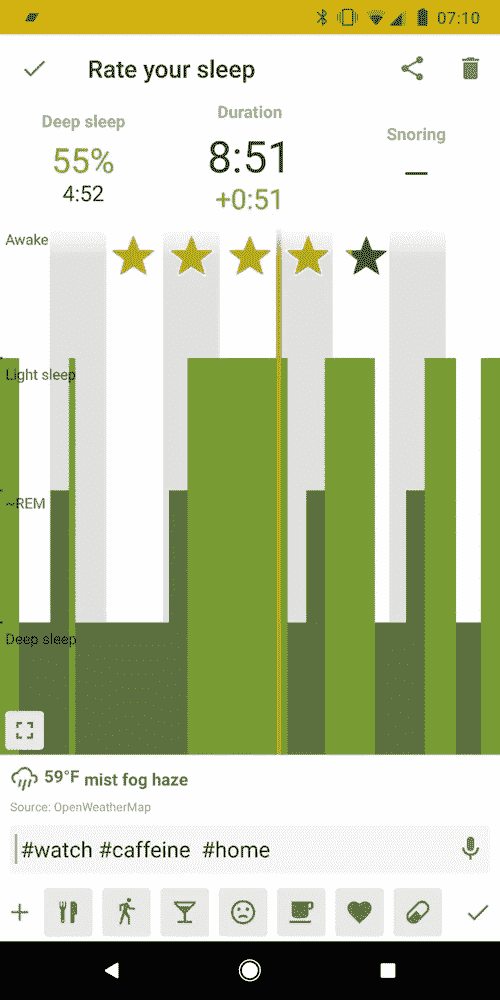 07:10
Rate your sleep
Deep sleep
Duration
Snoring
55%
8:51
4:52
+0:51
Awake
Light sleep
~REM
Deep sleep
59°F mist fog haze
Source: OpenWeatherMap
#watch #caffeine  #home